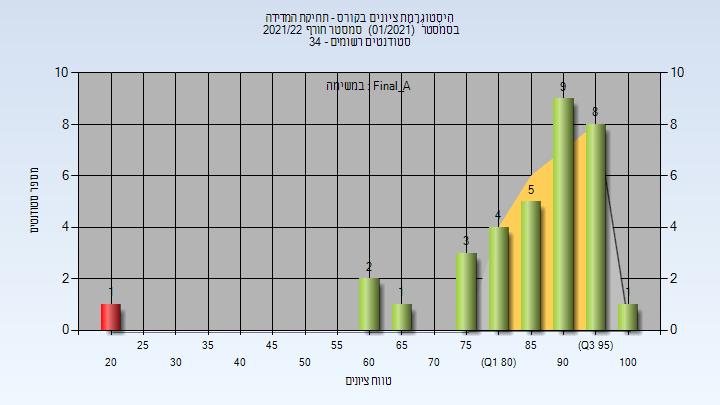 היסטוגרמת ציונים בקורס - תחיקת המדידה
בסמסטר (01/2021) סמסטר חורף 2021/22
סטודנטים רשומים - 34
במשימה : Final_A
מספר סטודנטים
10 10
8 8
6 6
4 4
2 2
0 0
1 2 1 3 4 5 9 8 1
25 35 45 55 65 75 85 (Q3 95)
20 30 40 50 60 70 (Q1 80) 90 100
טווח ציונים